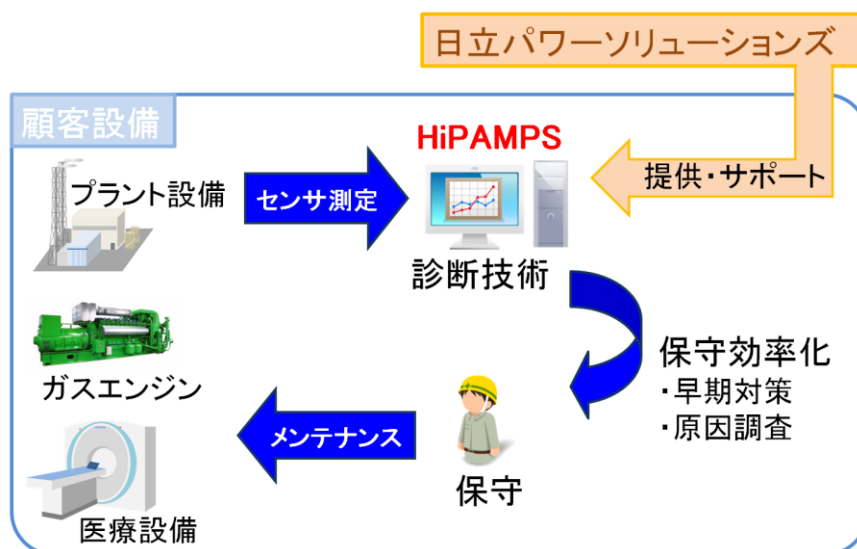 日立パワーソリューションズ
顧客設備
HiPAMPS
プラント設備
センサ測定
提供・サポート
診断技術
ガスエンジン
保守効率化
・早期対策
・原因調査
メンテナンス
保守
医療設備